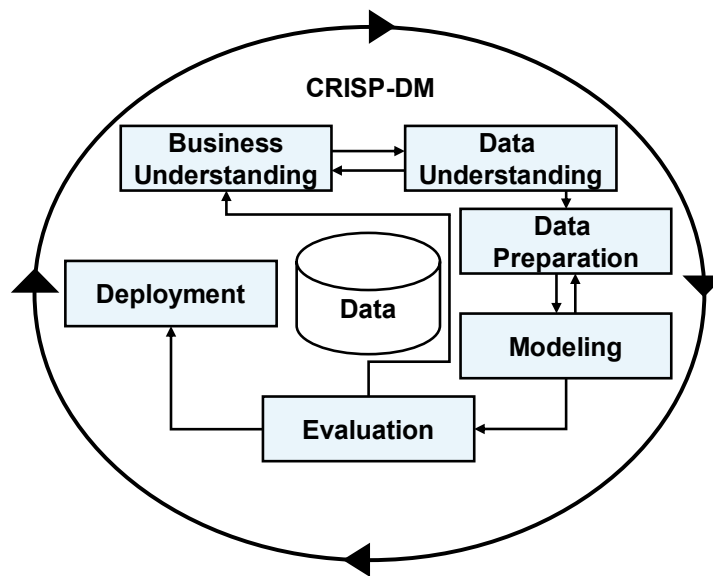 CRISP-DM
Business
Understanding
Data
Understanding
Data
Preparation
Deployment
Data
Modeling
Evaluation